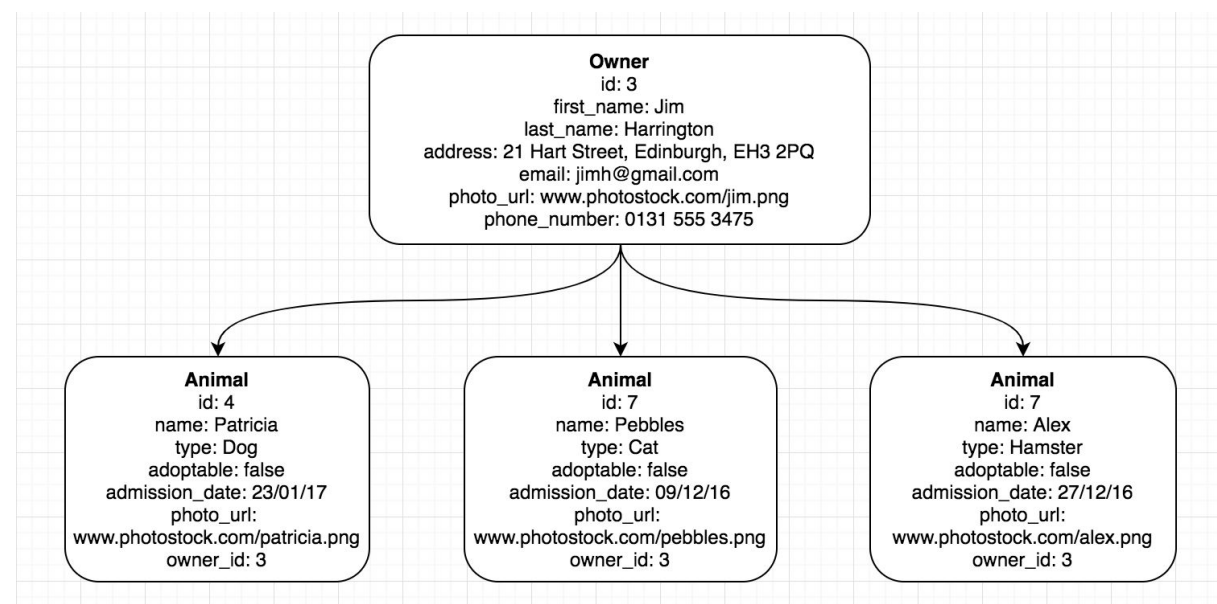 Owner
id: 3
first_name: Jim
last_name: Harrington
address: 21 Hart Street, Edinburgh, EH3 2PQ
email: jimh@gmail.com
photo_url: www.photostock.com/jim.png
phone_number: 0131 555 3475
Animal
id: 4
name: Patricia
type: Dog
adoptable: false
admission_date: 23/01/17
photo_url:
www.photostock.com/patricia.png
owner_id: 3
Animal
id: 7
name: Pebbles
type: Cat
adoptable: false
admission_date: 09/12/16
photo_url:
www.photostock.com/pebbles.png
owner_id: 3
Animal
id: 7
name: Alex
type: Hamster
adoptable: false
admission_date: 27/12/16
photo_url:
www.photostock.com/alex.png
owner_id: 3